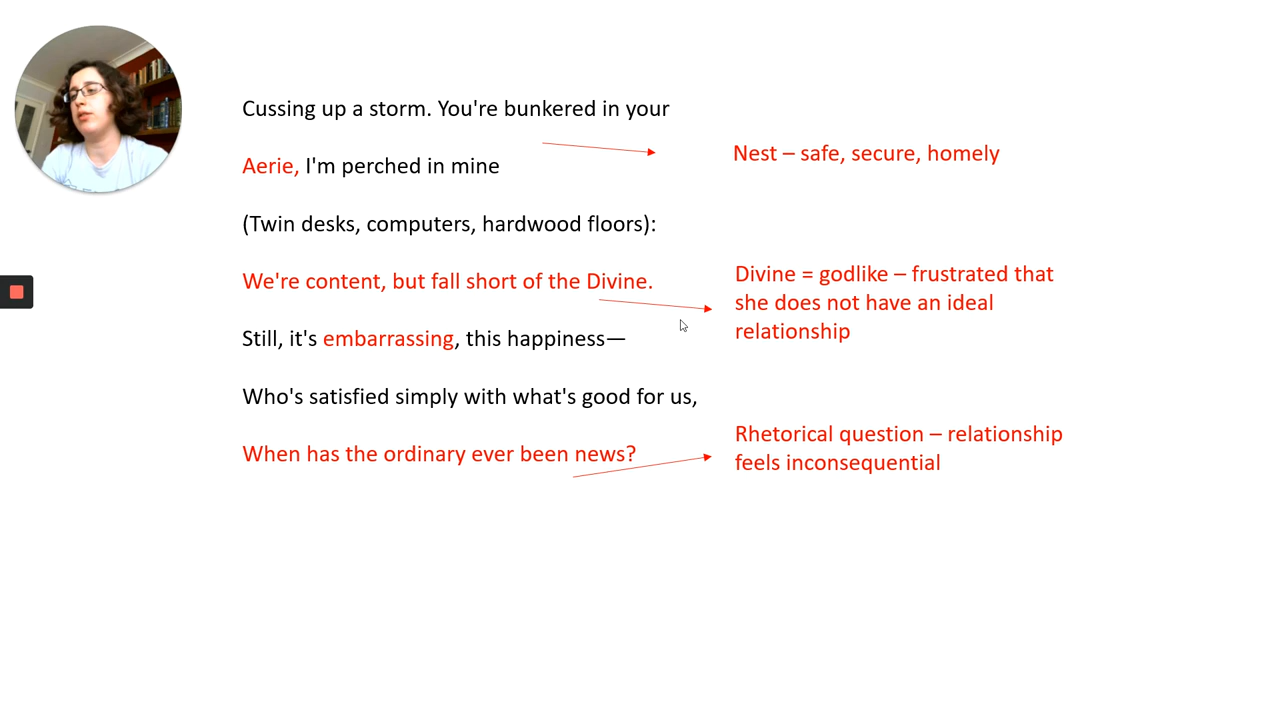 Cussing up a storm. You're bunkered in your
Aerie, I'm perched in mine
Nest – safe, secure, homely
(Twin desks, computers, hardwood floors):
We're content, but fall short of the Divine.
Divine = godlike – frustrated that
she does not have an ideal
relationship
Still, it's embarrassing, this happiness—
Who's satisfied simply with what's good for us,
When has the ordinary ever been news?
Rhetorical question – relationship
feels inconsequential